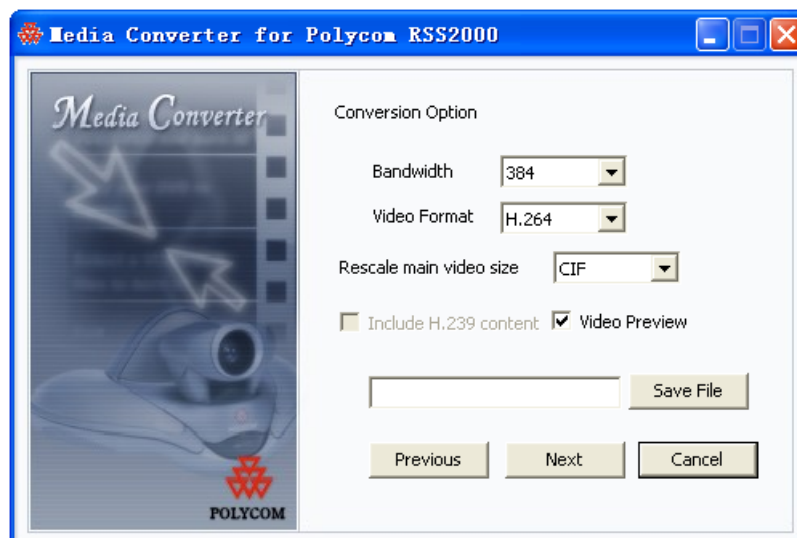 Media Converter for Polycom RSS2000
Media Converter
Conversion Option
Bandwidth 384
Video Format H.264
Rescale main video size CIF
Include H.239 content Video Preview
Save File
Previous Next Cancel
POLYCOM